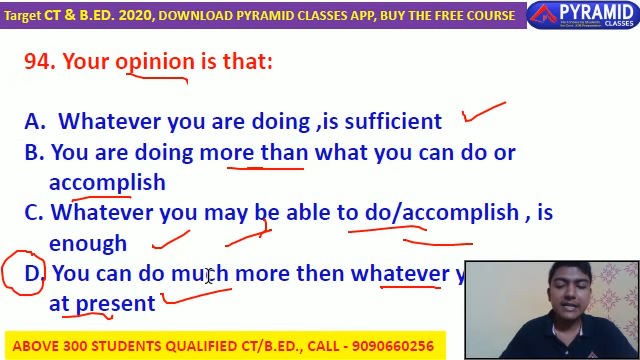 Target CT & B.ED. 2020, DOWNLOAD PYRAMID CLASSES APP, BUY THE FREE COURSE
PYRAMID
CLASSES
94. Your opinion is that:
A. Whatever you are doing ,is sufficient
B. You are doing more than what you can do or
accomplish
C. Whatever you may be able to do/accomplish , is
enough
D. You can do much more then whatever
at present
ABOVE 300 STUDENTS QUALIFIED CT/B.ED., CALL - 9090660256